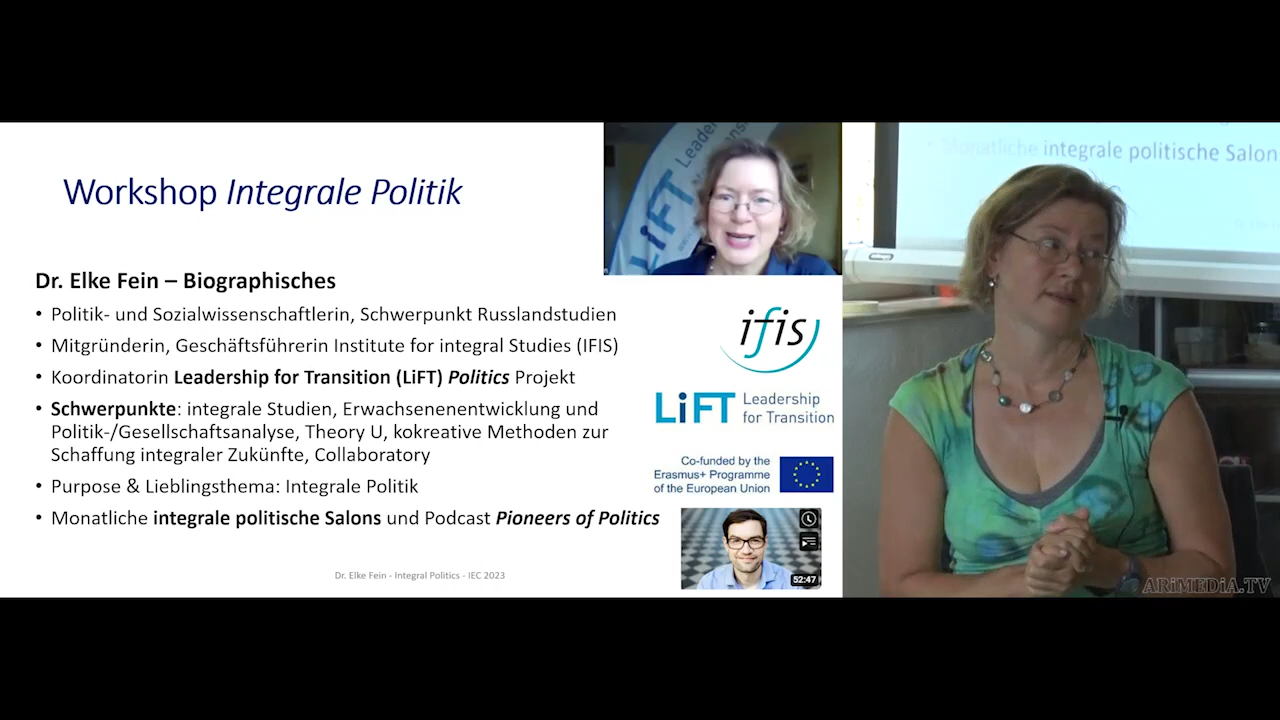 Workshop Integrale Politik
Dr. Elke Fein – Biographisches
• Politik- und Sozialwissenschaftlerin, Schwerpunkt Russlandstudien
• Mitgründerin, Geschäftsführerin Institute for integral Studies (IFIS)
• Koordinatorin Leadership for Transition (LiFT) Politics Projekt
• Schwerpunkte: integrale Studien, Erwachsenenentwicklung und
Politik-/Gesellschaftsanalyse, Theory U, kokreative Methoden zur
Schaffung integraler Zukünfte, Collaboratory
• Purpose & Lieblingsthema: Integrale Politik
• Monatliche integrale politische Salons und Podcast Pioneers of Politics
Dr. Elke Fein - Integral Politics - IEC 2023
LiFT
Leader
ifis
LiFT Leadership
for Transition
Co-funded by the
Erasmus+ Programme
of the European Union
52:47
• Monatliche integrale politische Salon
ARiMEDiA.TV